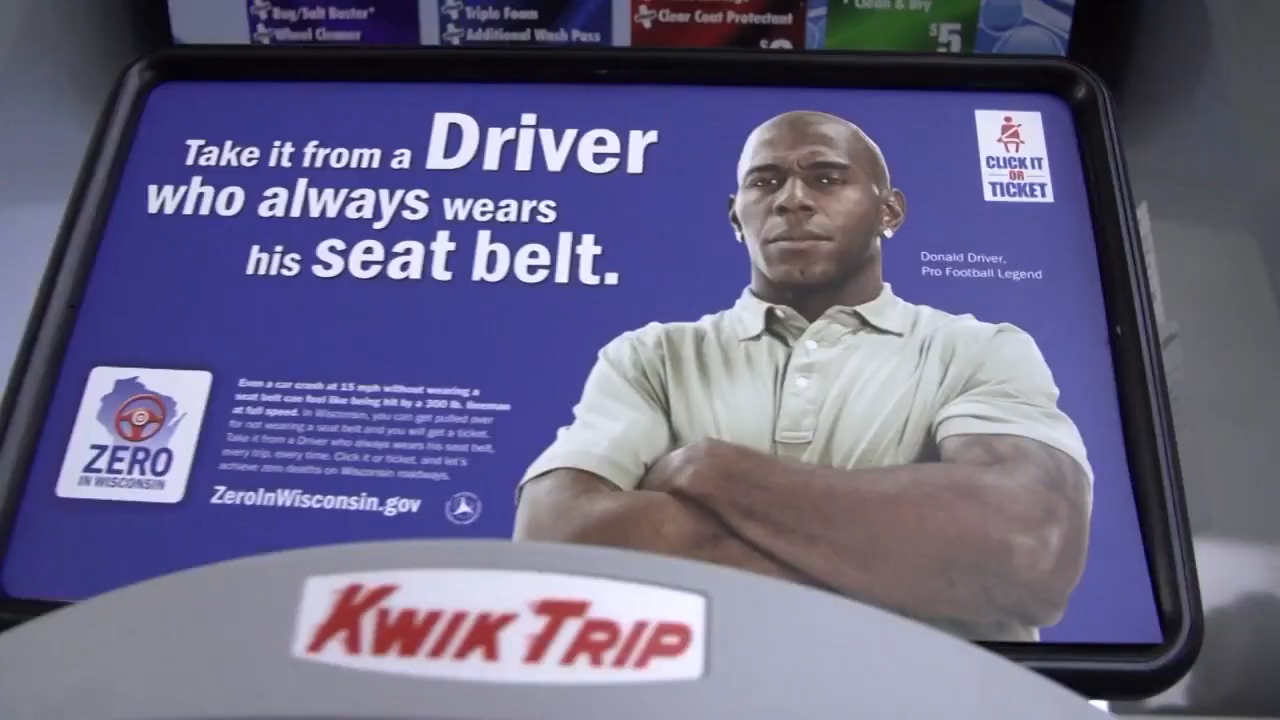 Bug/Salt Buster*
Wheel Cleaner
Triple Foam
Additional Wash Pass
Clear Coat Protectant
Clean & Dry
$5
Take it from a Driver
who always wears
his seat belt.
CLICK IT
OR
TICKET
Donald Driver,
Pro Football Legend
Even a car crash at 15 mph without wearing a
seat belt can feel like being hit by a 300 lb. lineman
at full speed. In Wisconsin, you can get pulled over
for not wearing a seat belt and you will get a ticket.
Take it from a Driver who always wears his seat belt,
every trip, every time. Click it or ticket, and let's
achieve zero deaths on Wisconsin roadways.
ZERO
IN WISCONSIN
ZeroInWisconsin.gov
KWIK TRIP